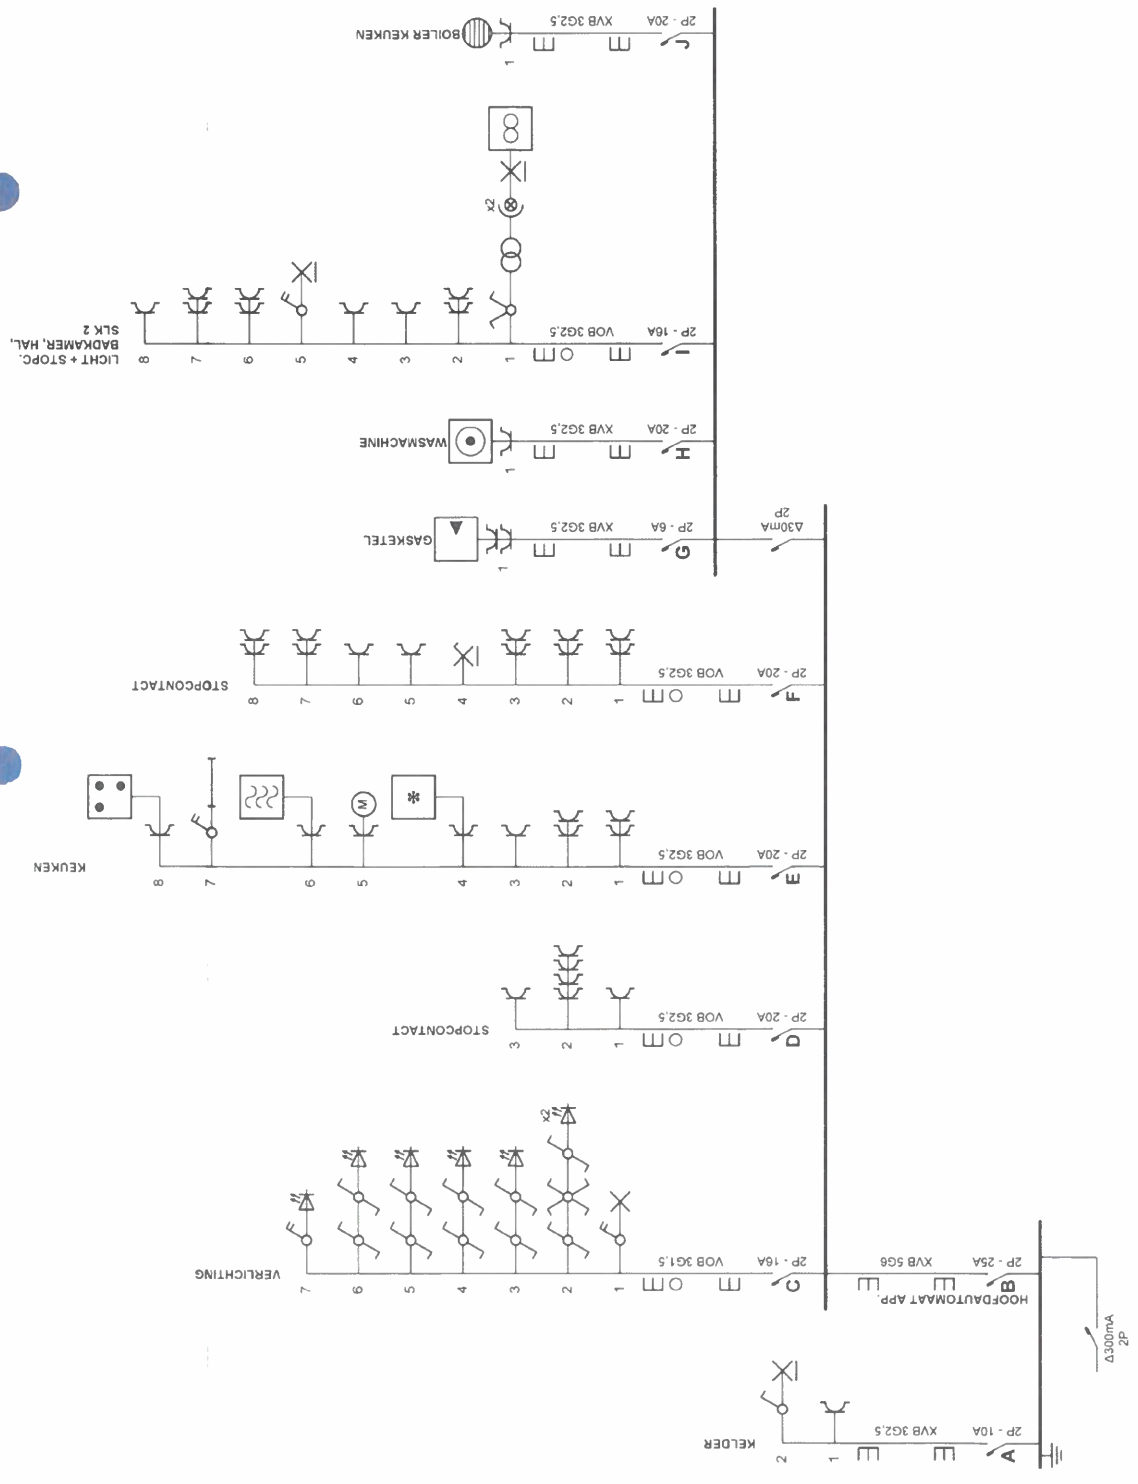 BOILER KEUKEN
1
XVB 3G2,5
2P - 20A
J
x2
LICHT + STOPC.
BADKAMER, HAL,
SLK 2
8
7
6
5
4
3
2
1
VOB 3G2,5
2P - 16A
I
WASMACHINE
1
XVB 3G2,5
2P - 20A
H
GASKETEL
1
XVB 3G2,5
2P - 6A
G
Δ30mA
2P
STOPCONTACT
8
7
6
5
4
3
2
1
VOB 3G2,5
2P - 20A
F
KEUKEN
8
7
6
5
4
3
2
1
M
*
VOB 3G2,5
2P - 20A
E
STOPCONTACT
3
2
1
VOB 3G2,5
2P - 20A
D
x2
VERLICHTING
7
6
5
4
3
2
1
VOB 3G1,5
2P - 16A
C
XVB 5G6
2P - 25A
B
HOOFDAUTOMAAT APP.
Δ300mA
2P
KELDER
2
1
XVB 3G2,5
2P - 10A
A